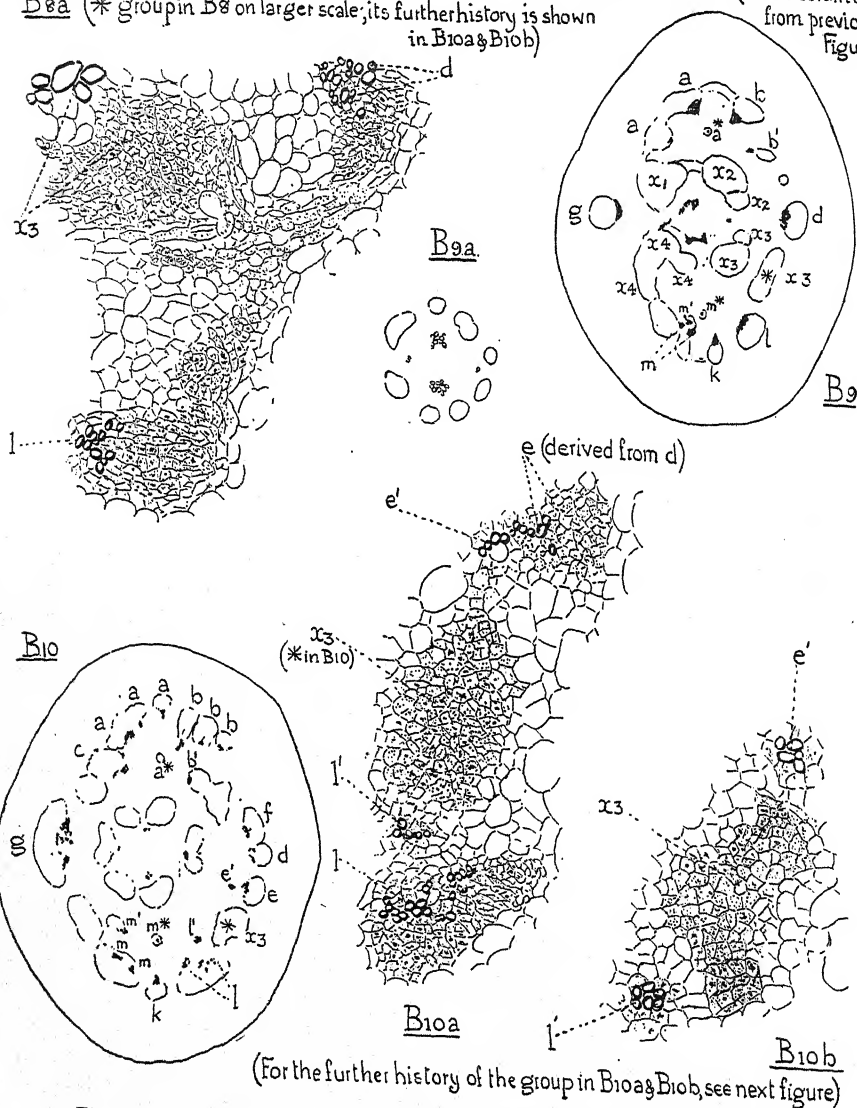 B8a (* group in B8 on larger scale; its further history is shown
in B10a & B10b)
from previo
Figu
d
x3
l
B9a
a
b
a
a*
b'
x1
x2
x2
g
d
x4
x3
x3
x4
*
x3
x4
m'
m*
l
m
k
B9
e (derived from d)
e'
x3
(* in B10)
l'
l
B10a
B10
a
a
b
b
b
a
c
a*
b'
g
f
d
e'
e
m'
m*
l'
*
x3
m
m
l
k
e'
x3
l'
B10b
(For the further history of the group in B10a & B10b, see next figure)